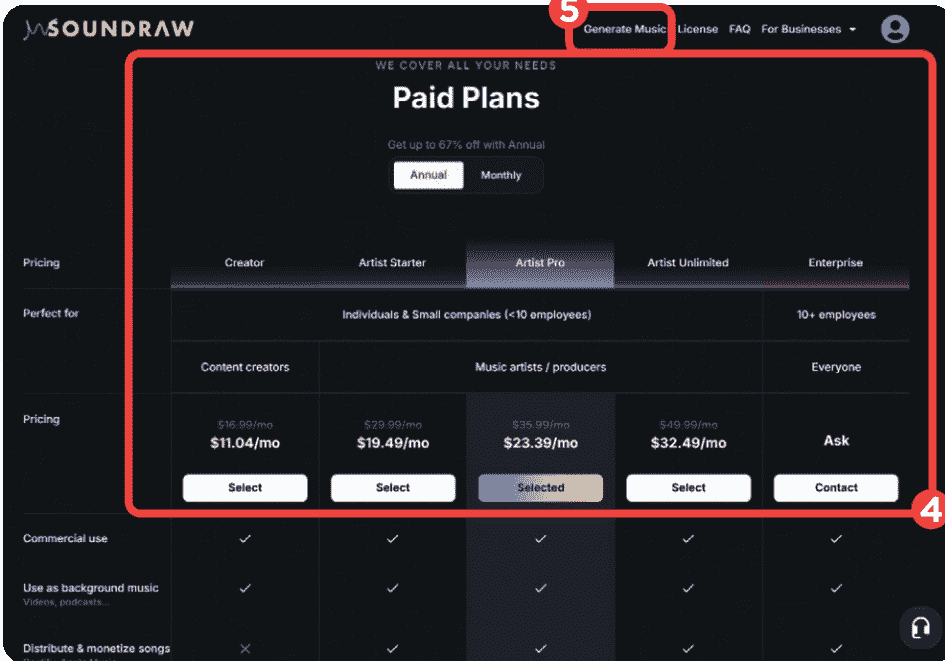 SOUNDRAW
5
Generate Music License FAQ For Businesses
WE COVER ALL YOUR NEEDS
Paid Plans
Get up to 67% off with Annual
Annual Monthly
Pricing Creator Artist Starter Artist Pro Artist Unlimited Enterprise
Perfect for Individuals & Small companies (<10 employees) 10+ employees
Content creators Music artists / producers Everyone
Pricing
$16.99/mo $29.99/mo $35.99/mo $49.99/mo
$11.04/mo $19.49/mo $23.39/mo $32.49/mo Ask
Select Select Selected Select Contact
4
Commercial use
Use as background music
Videos, podcasts...
Distribute & monetize songs